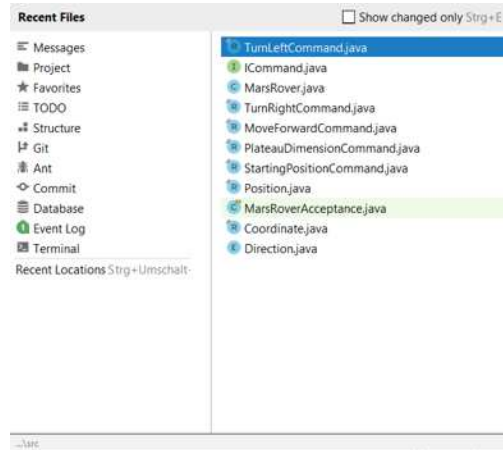 Recent Files
Show changed only Strg+E
Messages
Project
Favorites
TODO
Structure
Git
Ant
Commit
Database
Event Log
Terminal
Recent Locations Strg+Umschalt-
TurnLeftCommand.java
ICommand.java
MarsRover.java
TurnRightCommand.java
MoveForwardCommand.java
PlateauDimensionCommand.java
StartingPositionCommand.java
Position.java
MarsRoverAcceptance.java
Coordinate.java
Direction.java
...\src